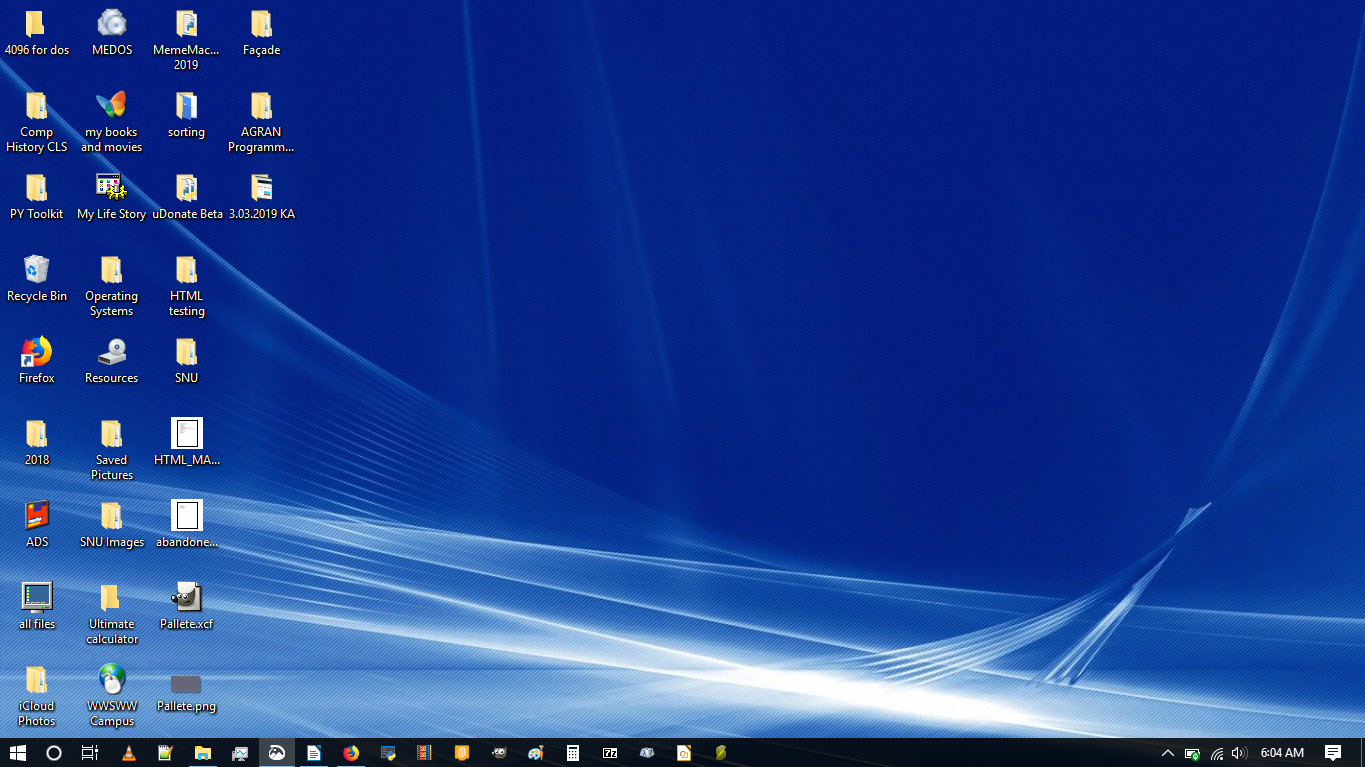 4096 for dos
MEDOS
MemeMac...
2019
Façade
Comp
History CLS
my books
and movies
sorting
AGRAN
Programm...
PY Toolkit
My Life Story
uDonate Beta
3.03.2019 KA
Recycle Bin
Operating
Systems
HTML
testing
Firefox
Resources
SNU
2018
Saved
Pictures
HTML_MA...
ADS
SNU Images
abandone...
all files
Ultimate
calculator
Pallete.xcf
iCloud
Photos
WWSWW
Campus
Pallete.png
7z
6:04 AM